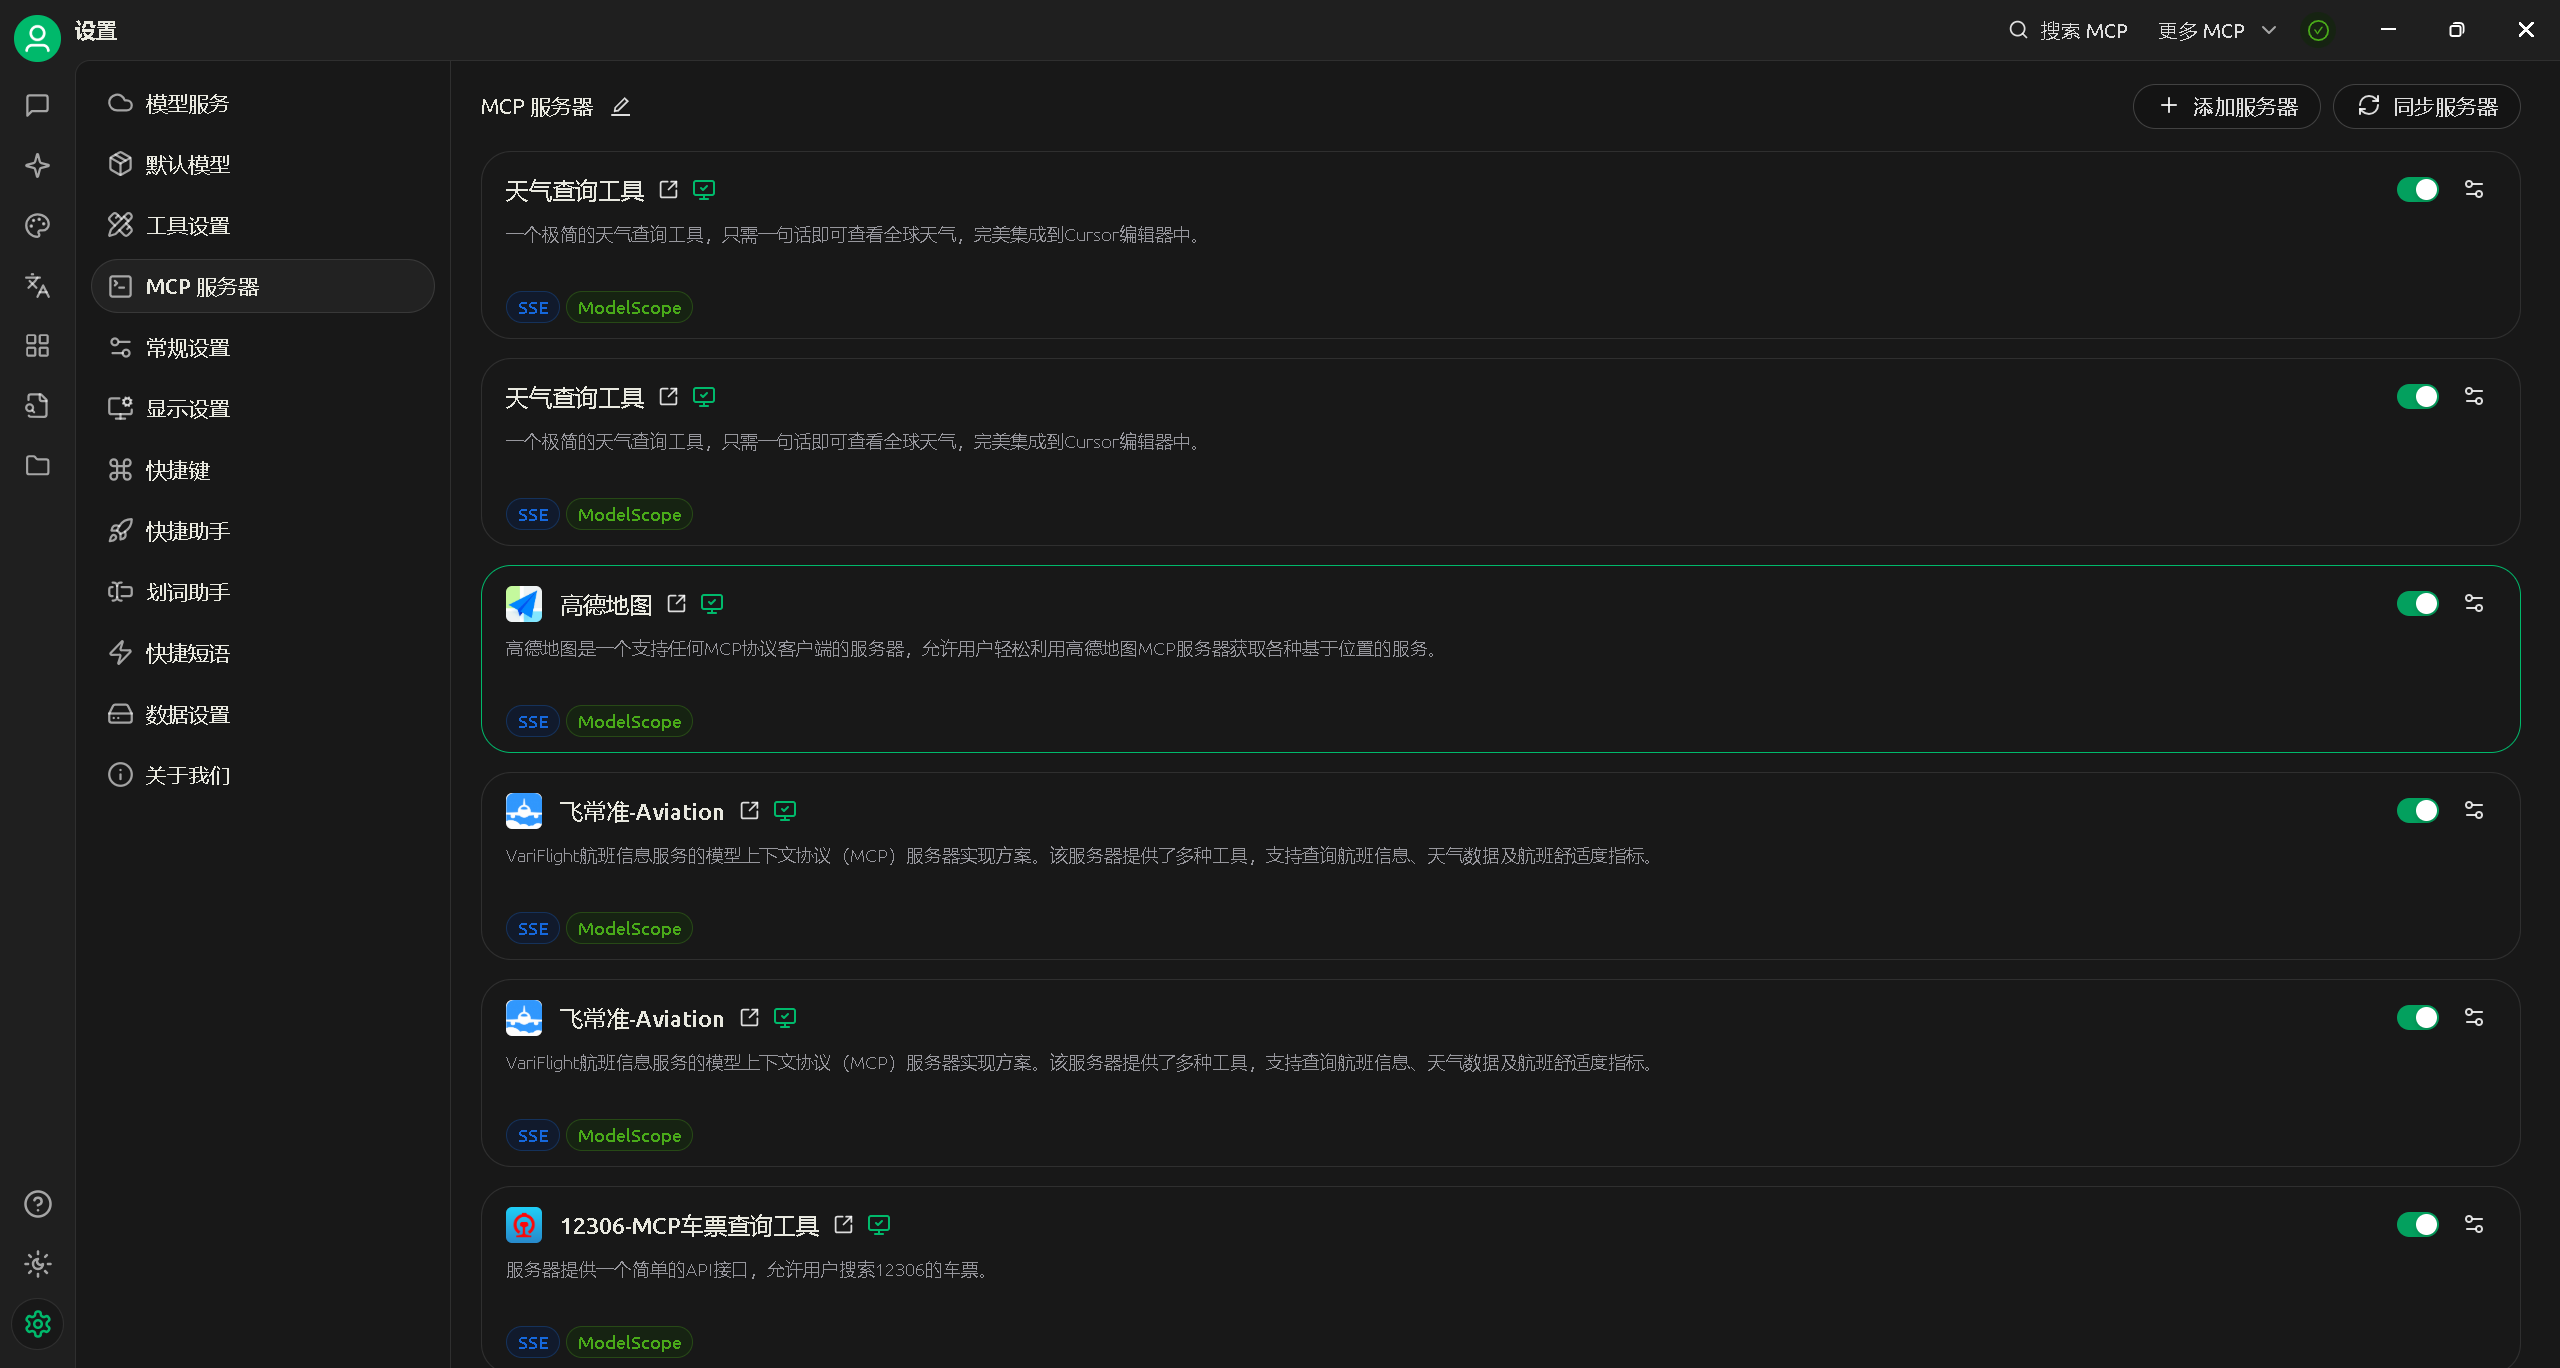 设置
搜索 MCP
更多 MCP
模型服务
默认模型
工具设置
MCP 服务器
常规设置
显示设置
快捷键
快捷助手
划词助手
快捷短语
数据设置
关于我们
MCP 服务器
添加服务器
同步服务器
天气查询工具
一个极简的天气查询工具，只需一句话即可查看全球天气，完美集成到Cursor编辑器中。
SSE ModelScope
天气查询工具
一个极简的天气查询工具，只需一句话即可查看全球天气，完美集成到Cursor编辑器中。
SSE ModelScope
高德地图
高德地图是一个支持任何MCP协议客户端的服务器，允许用户轻松利用高德地图MCP服务器获取各种基于位置的服务。
SSE ModelScope
飞常准-Aviation
VariFlight航班信息服务的模型上下文协议（MCP）服务器实现方案。该服务器提供了多种工具，支持查询航班信息、天气数据及航班舒适度指标。
SSE ModelScope
飞常准-Aviation
VariFlight航班信息服务的模型上下文协议（MCP）服务器实现方案。该服务器提供了多种工具，支持查询航班信息、天气数据及航班舒适度指标。
SSE ModelScope
12306-MCP车票查询工具
服务器提供一个简单的API接口，允许用户搜索12306的车票。
SSE ModelScope